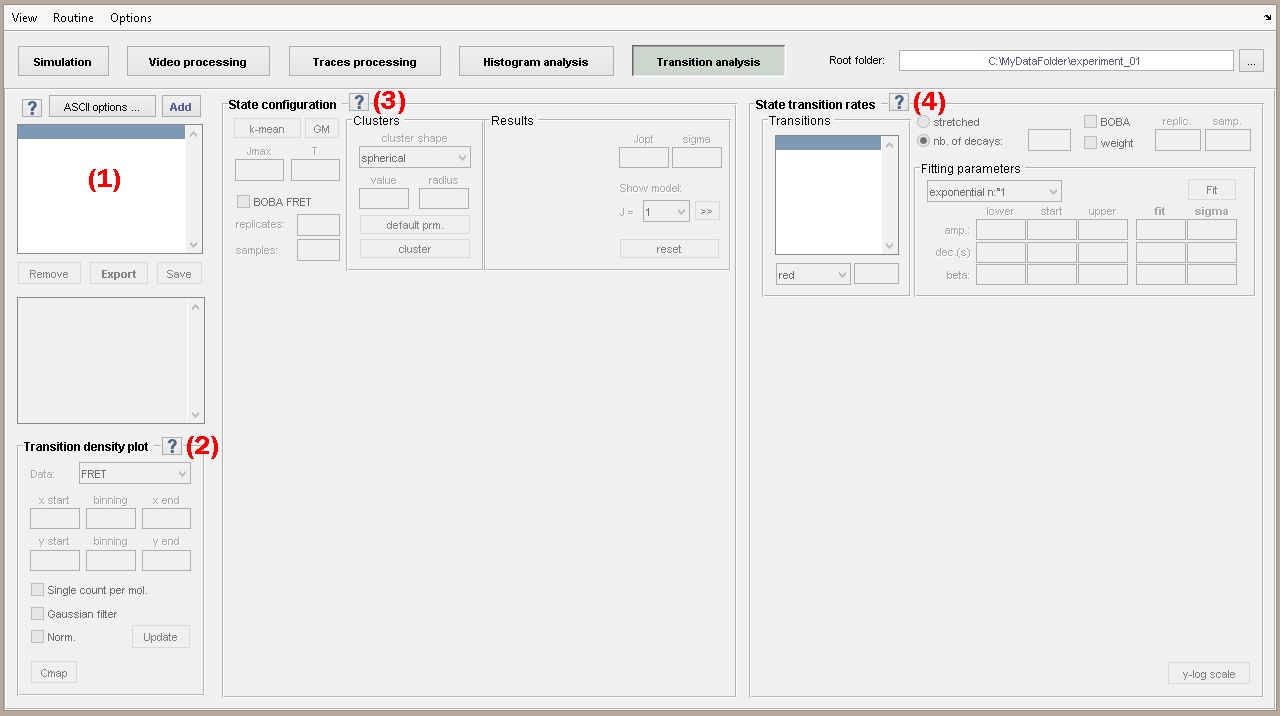 View Routine Options
Simulation Video processing Traces processing Histogram analysis Transition analysis Root folder: C:\MyDataFolder\experiment_01 ...
? ASCII options ... Add
(1)
Remove Export Save
Transition density plot ? (2)
Data: FRET
x start binning x end
y start binning y end
Single count per mol.
Gaussian filter
Norm. Update
Cmap
State configuration ? (3)
k-mean GM
Jmax T
BOBA FRET
replicates:
samples:
Clusters
cluster shape
spherical
value radius
default prm.
cluster
Results
Jopt sigma
Show model:
J = 1 >>
reset
State transition rates ? (4)
Transitions
red
stretched
nb. of decays:
BOBA replic. samp.
weight
Fitting parameters
exponential n:°1 Fit
lower start upper fit sigma
amp.:
dec.(s)
beta:
y-log scale